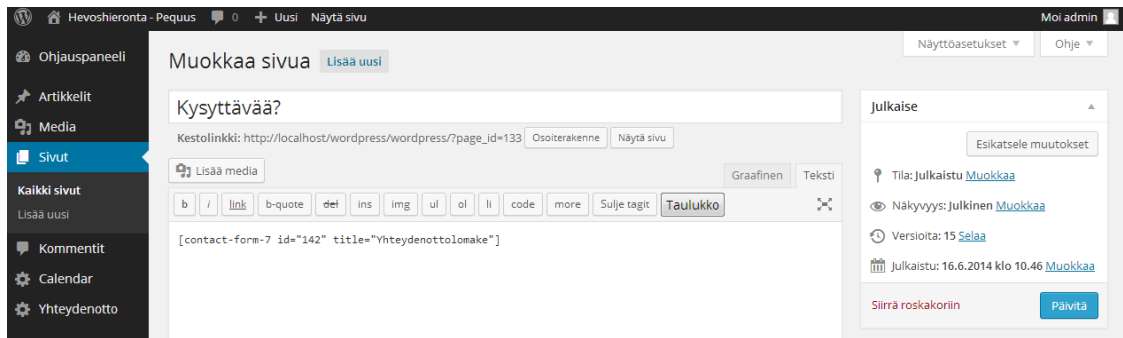 Hevoshieronta - Pequus 0 Uusi Näytä sivu Moi admin
Ohjauspaneeli
Artikkelit
Media
Sivut
Kaikki sivut
Lisää uusi
Kommentit
Calendar
Yhteydenotto
Näyttöasetukset Ohje
Muokkaa sivua Lisää uusi
Kysyttävää?
Kestolinkki: http://localhost/wordpress/wordpress/?page_id=133 Osoiterakenne Näytä sivu
Lisää media
Graafinen Teksti
b i link b-quote del ins img ul ol li code more Sulje tagit Taulukko
[contact-form-7 id="142" title="Yhteydenottolomake"]
Julkaise
Esikatsele muutokset
Tila: Julkaistu Muokkaa
Näkyvyys: Julkinen Muokkaa
Versioita: 15 Selaa
Julkaistu: 16.6.2014 klo 10.46 Muokkaa
Siirrä roskakoriin Päivitä